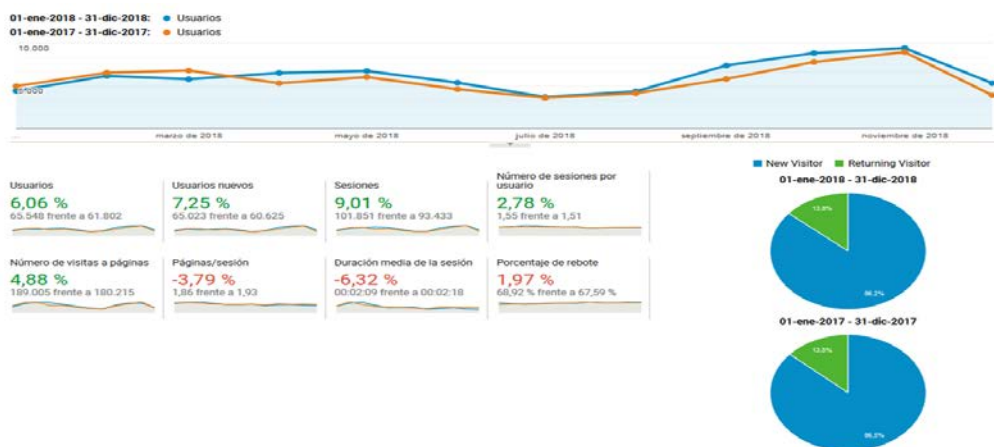 01-ene-2018 - 31-dic-2018: Usuarios
01-ene-2017 - 31-dic-2017: Usuarios
10.000
5.000
...
marzo de 2018
mayo de 2018
julio de 2018
septiembre de 2018
noviembre de 2018
Usuarios
6,06 %
65.548 frente a 61.802
Usuarios nuevos
7,25 %
65.023 frente a 60.625
Sesiones
9,01 %
101.851 frente a 93.433
Número de sesiones por
usuario
2,78 %
1,55 frente a 1,51
Número de visitas a páginas
4,88 %
189.005 frente a 180.215
Páginas/sesión
-3,79 %
1,86 frente a 1,93
Duración media de la sesión
-6,32 %
00:02:09 frente a 00:02:18
Porcentaje de rebote
1,97 %
68,92 % frente a 67,59 %
New Visitor Returning Visitor
01-ene-2018 - 31-dic-2018
13.8%
86.2%
01-ene-2017 - 31-dic-2017